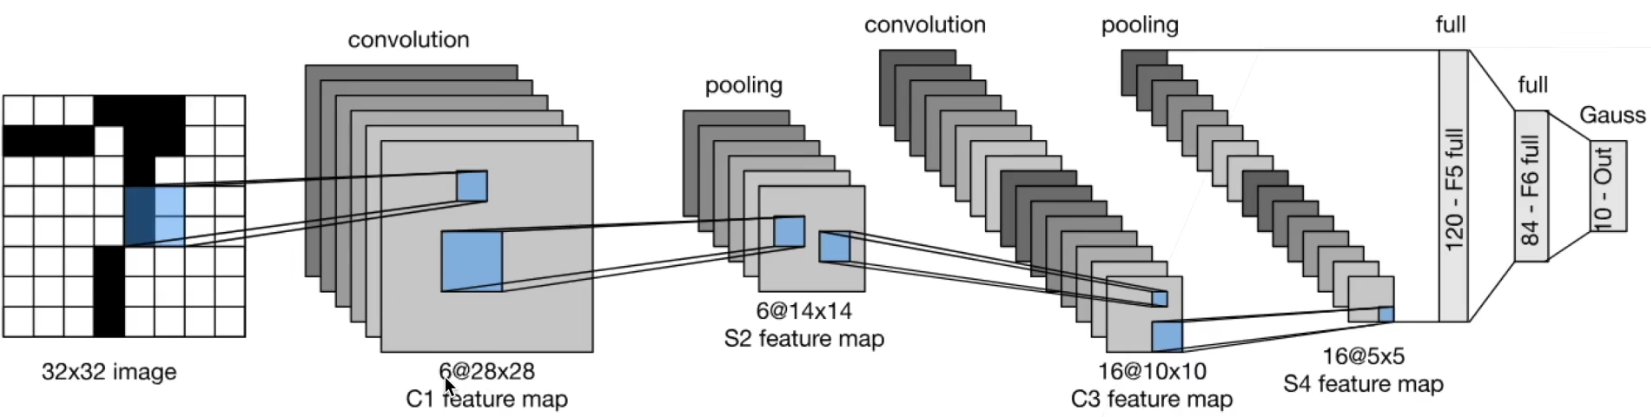 convolution
pooling
convolution
pooling
full
full
Gauss
120 - F5 full
84 - F6 full
10 - Out
32x32 image
6@28x28
C1 feature map
6@14x14
S2 feature map
16@10x10
C3 feature map
16@5x5
S4 feature map